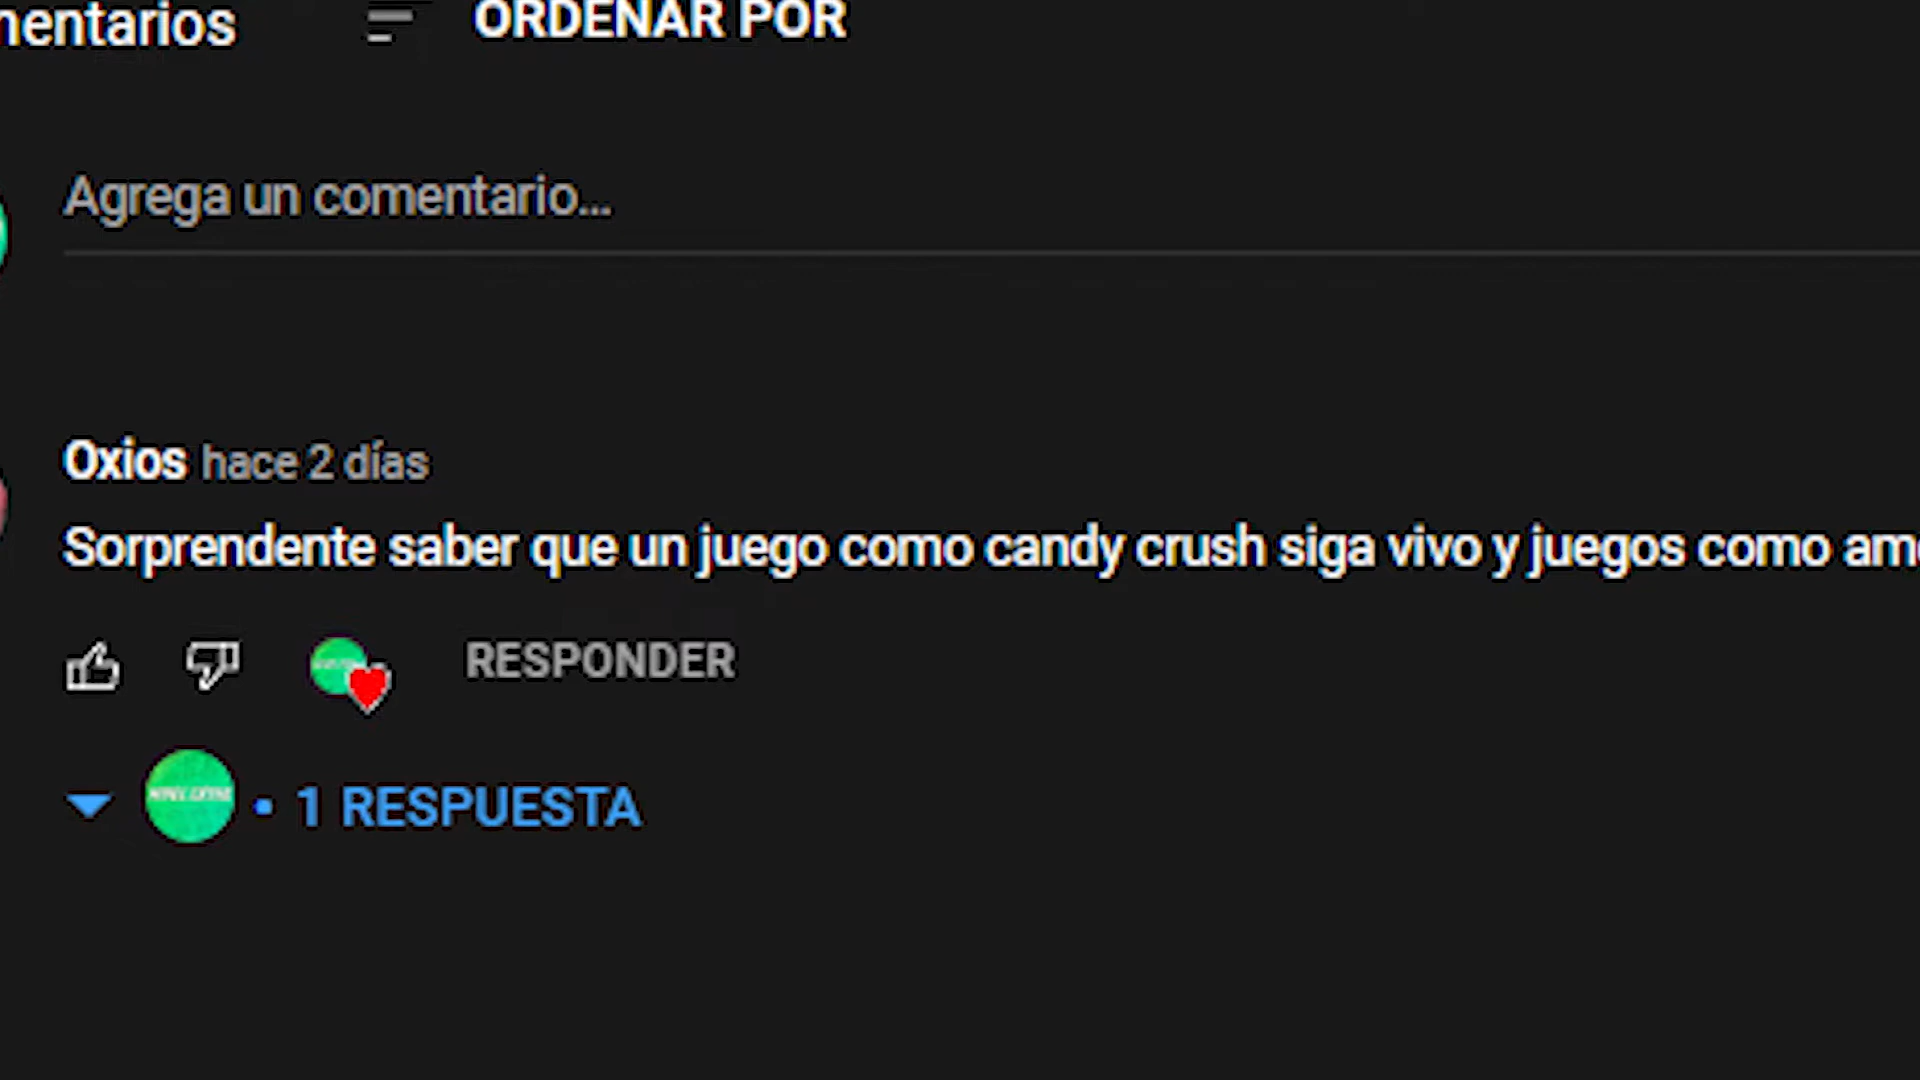 ORDENAR POR
Agrega un comentario...
Oxios hace 2 días
Sorprendente saber que un juego como candy crush siga vivo y juegos como
RESPONDER
1 RESPUESTA